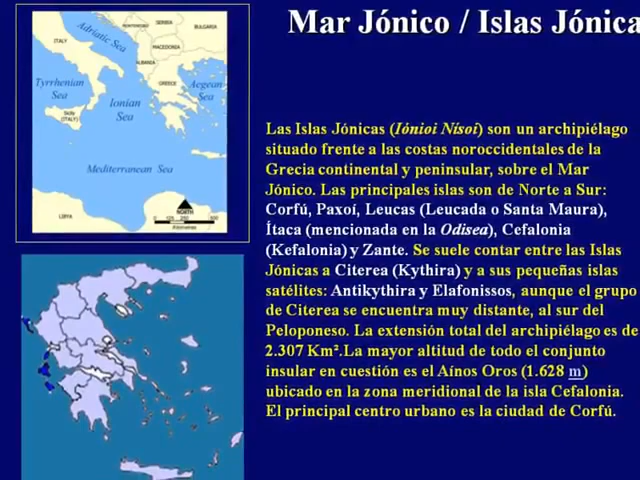 Mar Jónico / Islas Jónica
MONTENEGRO
SERBIA
BULGARIA
ITALY
Adriatic Sea
MACEDONIA
ALBANIA
GREECE
Tyrrhenian
Sea
Aegean
Sea
Ionian
Sea
Sicily
(ITALY)
Mediterranean Sea
LIBYA
NORTH
Kilometers
Las Islas Jónicas (Iónioi Nísoi) son un archipiélago
situado frente a las costas noroccidentales de la
Grecia continental y peninsular, sobre el Mar
Jónico. Las principales islas son de Norte a Sur:
Corfú, Paxoí, Leucas (Leucada o Santa Maura),
Ítaca (mencionada en la Odisea), Cefalonia
(Kefalonia) y Zante. Se suele contar entre las Islas
Jónicas a Citerea (Kythira) y a sus pequeñas islas
satélites: Antikythira y Elafonissos, aunque el grupo
de Citerea se encuentra muy distante, al sur del
Peloponeso. La extensión total del archipiélago es de
2.307 Km².La mayor altitud de todo el conjunto
insular en cuestión es el Aínos Oros (1.628 m)
ubicado en la zona meridional de la isla Cefalonia.
El principal centro urbano es la ciudad de Corfú.